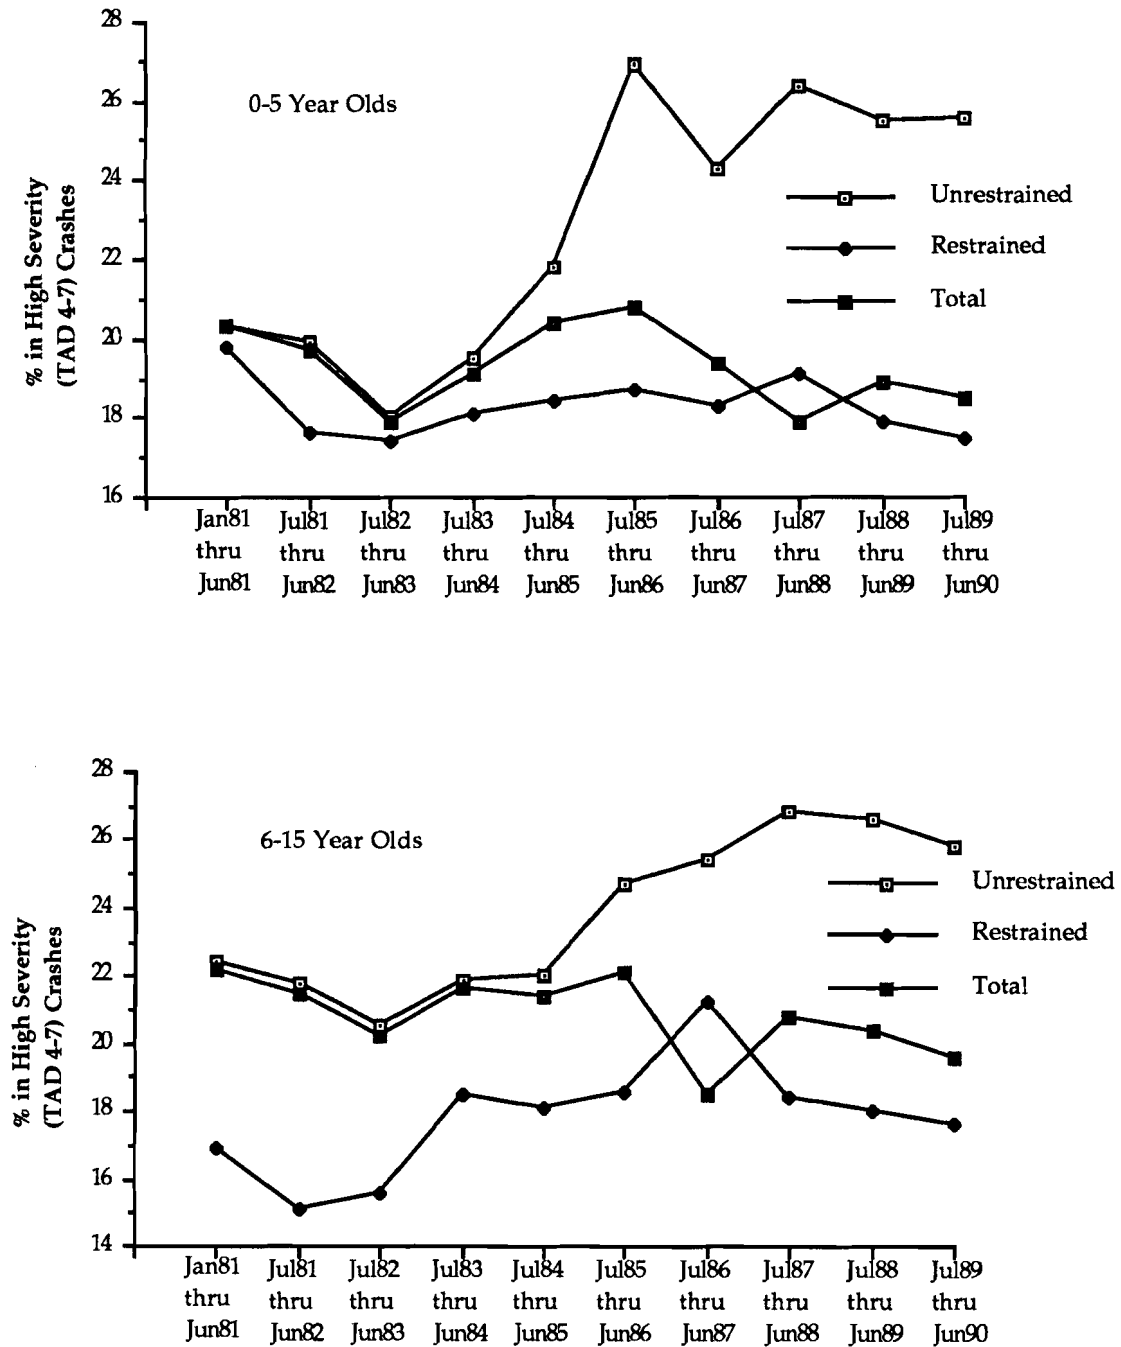 28
26
24
22
20
18
16
% in High Severity
(TAD 4-7) Crashes
0-5 Year Olds
Unrestrained
Restrained
Total
Jan81 Jul81 Jul82 Jul83 Jul84 Jul85 Jul86 Jul87 Jul88 Jul89
thru thru thru thru thru thru thru thru thru thru
Jun81 Jun82 Jun83 Jun84 Jun85 Jun86 Jun87 Jun88 Jun89 Jun90
28
26
24
22
20
18
16
14
% in High Severity
(TAD 4-7) Crashes
6-15 Year Olds
Unrestrained
Restrained
Total
Jan81 Jul81 Jul82 Jul83 Jul84 Jul85 Jul86 Jul87 Jul88 Jul89
thru thru thru thru thru thru thru thru thru thru
Jun81 Jun82 Jun83 Jun84 Jun85 Jun86 Jun87 Jun88 Jun89 Jun90